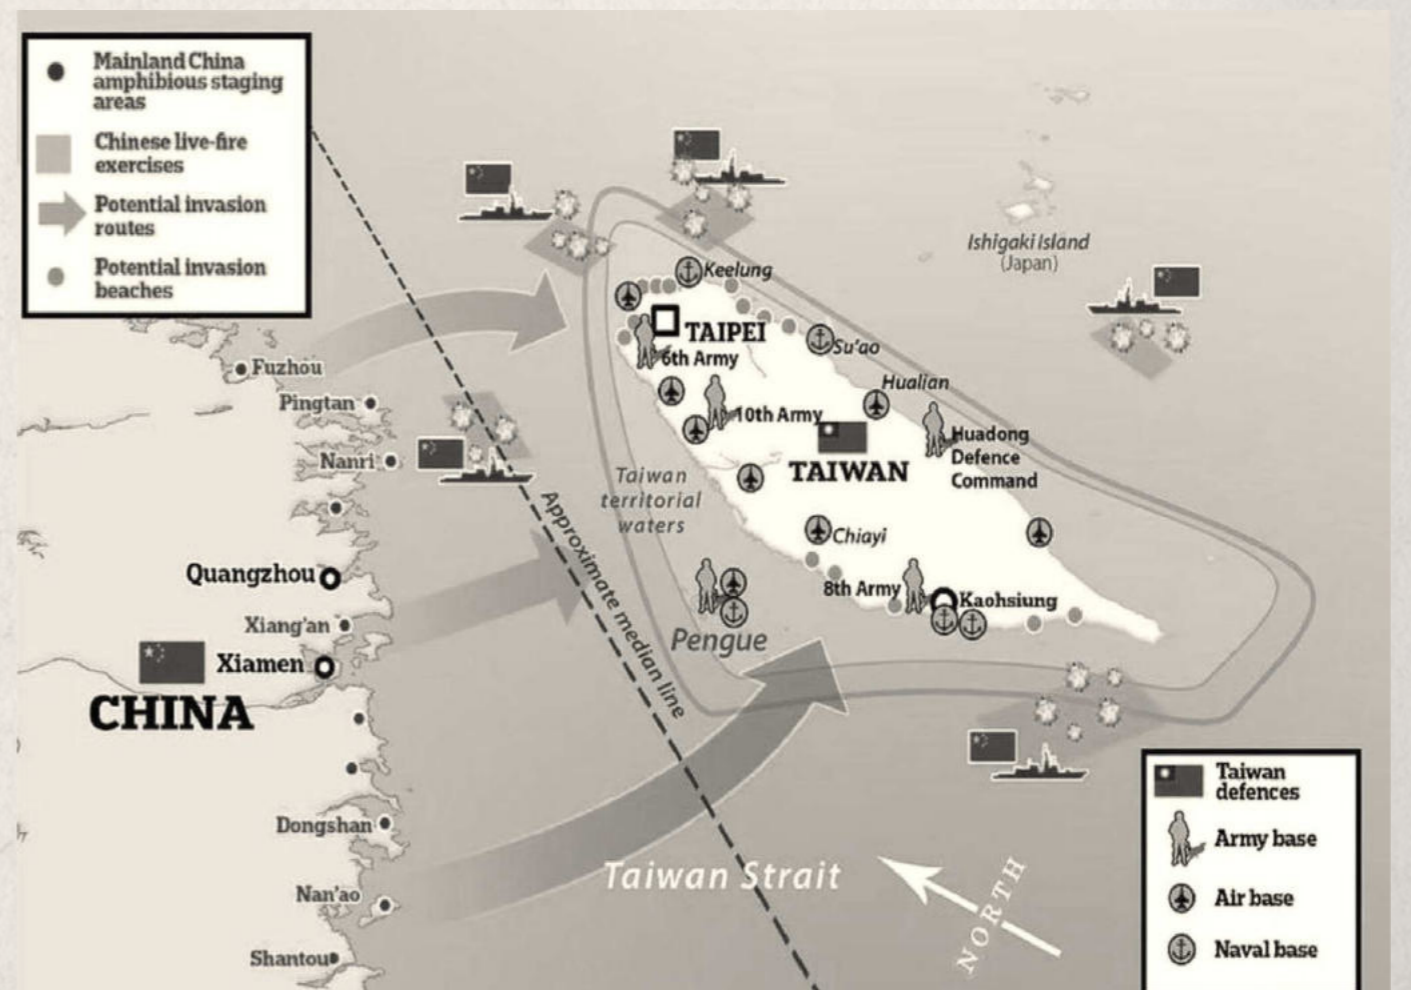 Mainland China
amphibious staging
areas
Chinese live-fire
exercises
Potential invasion
routes
Potential invasion
beaches
Ishigaki Island
(Japan)
Keelung
TAIPEI
6th Army
Su'ao
Hualian
10th Army
Huadong
Defence
Command
TAIWAN
Taiwan
territorial
waters
Chiayi
8th Army
Kaohsiung
Pengue
Fuzhou
Pingtan
Nanri
Quangzhou
Xiang'an
Xiamen
CHINA
Dongshan
Nan'ao
Shantou
Approximate median line
Taiwan Strait
NORTH
Taiwan
defences
Army base
Air base
Naval base